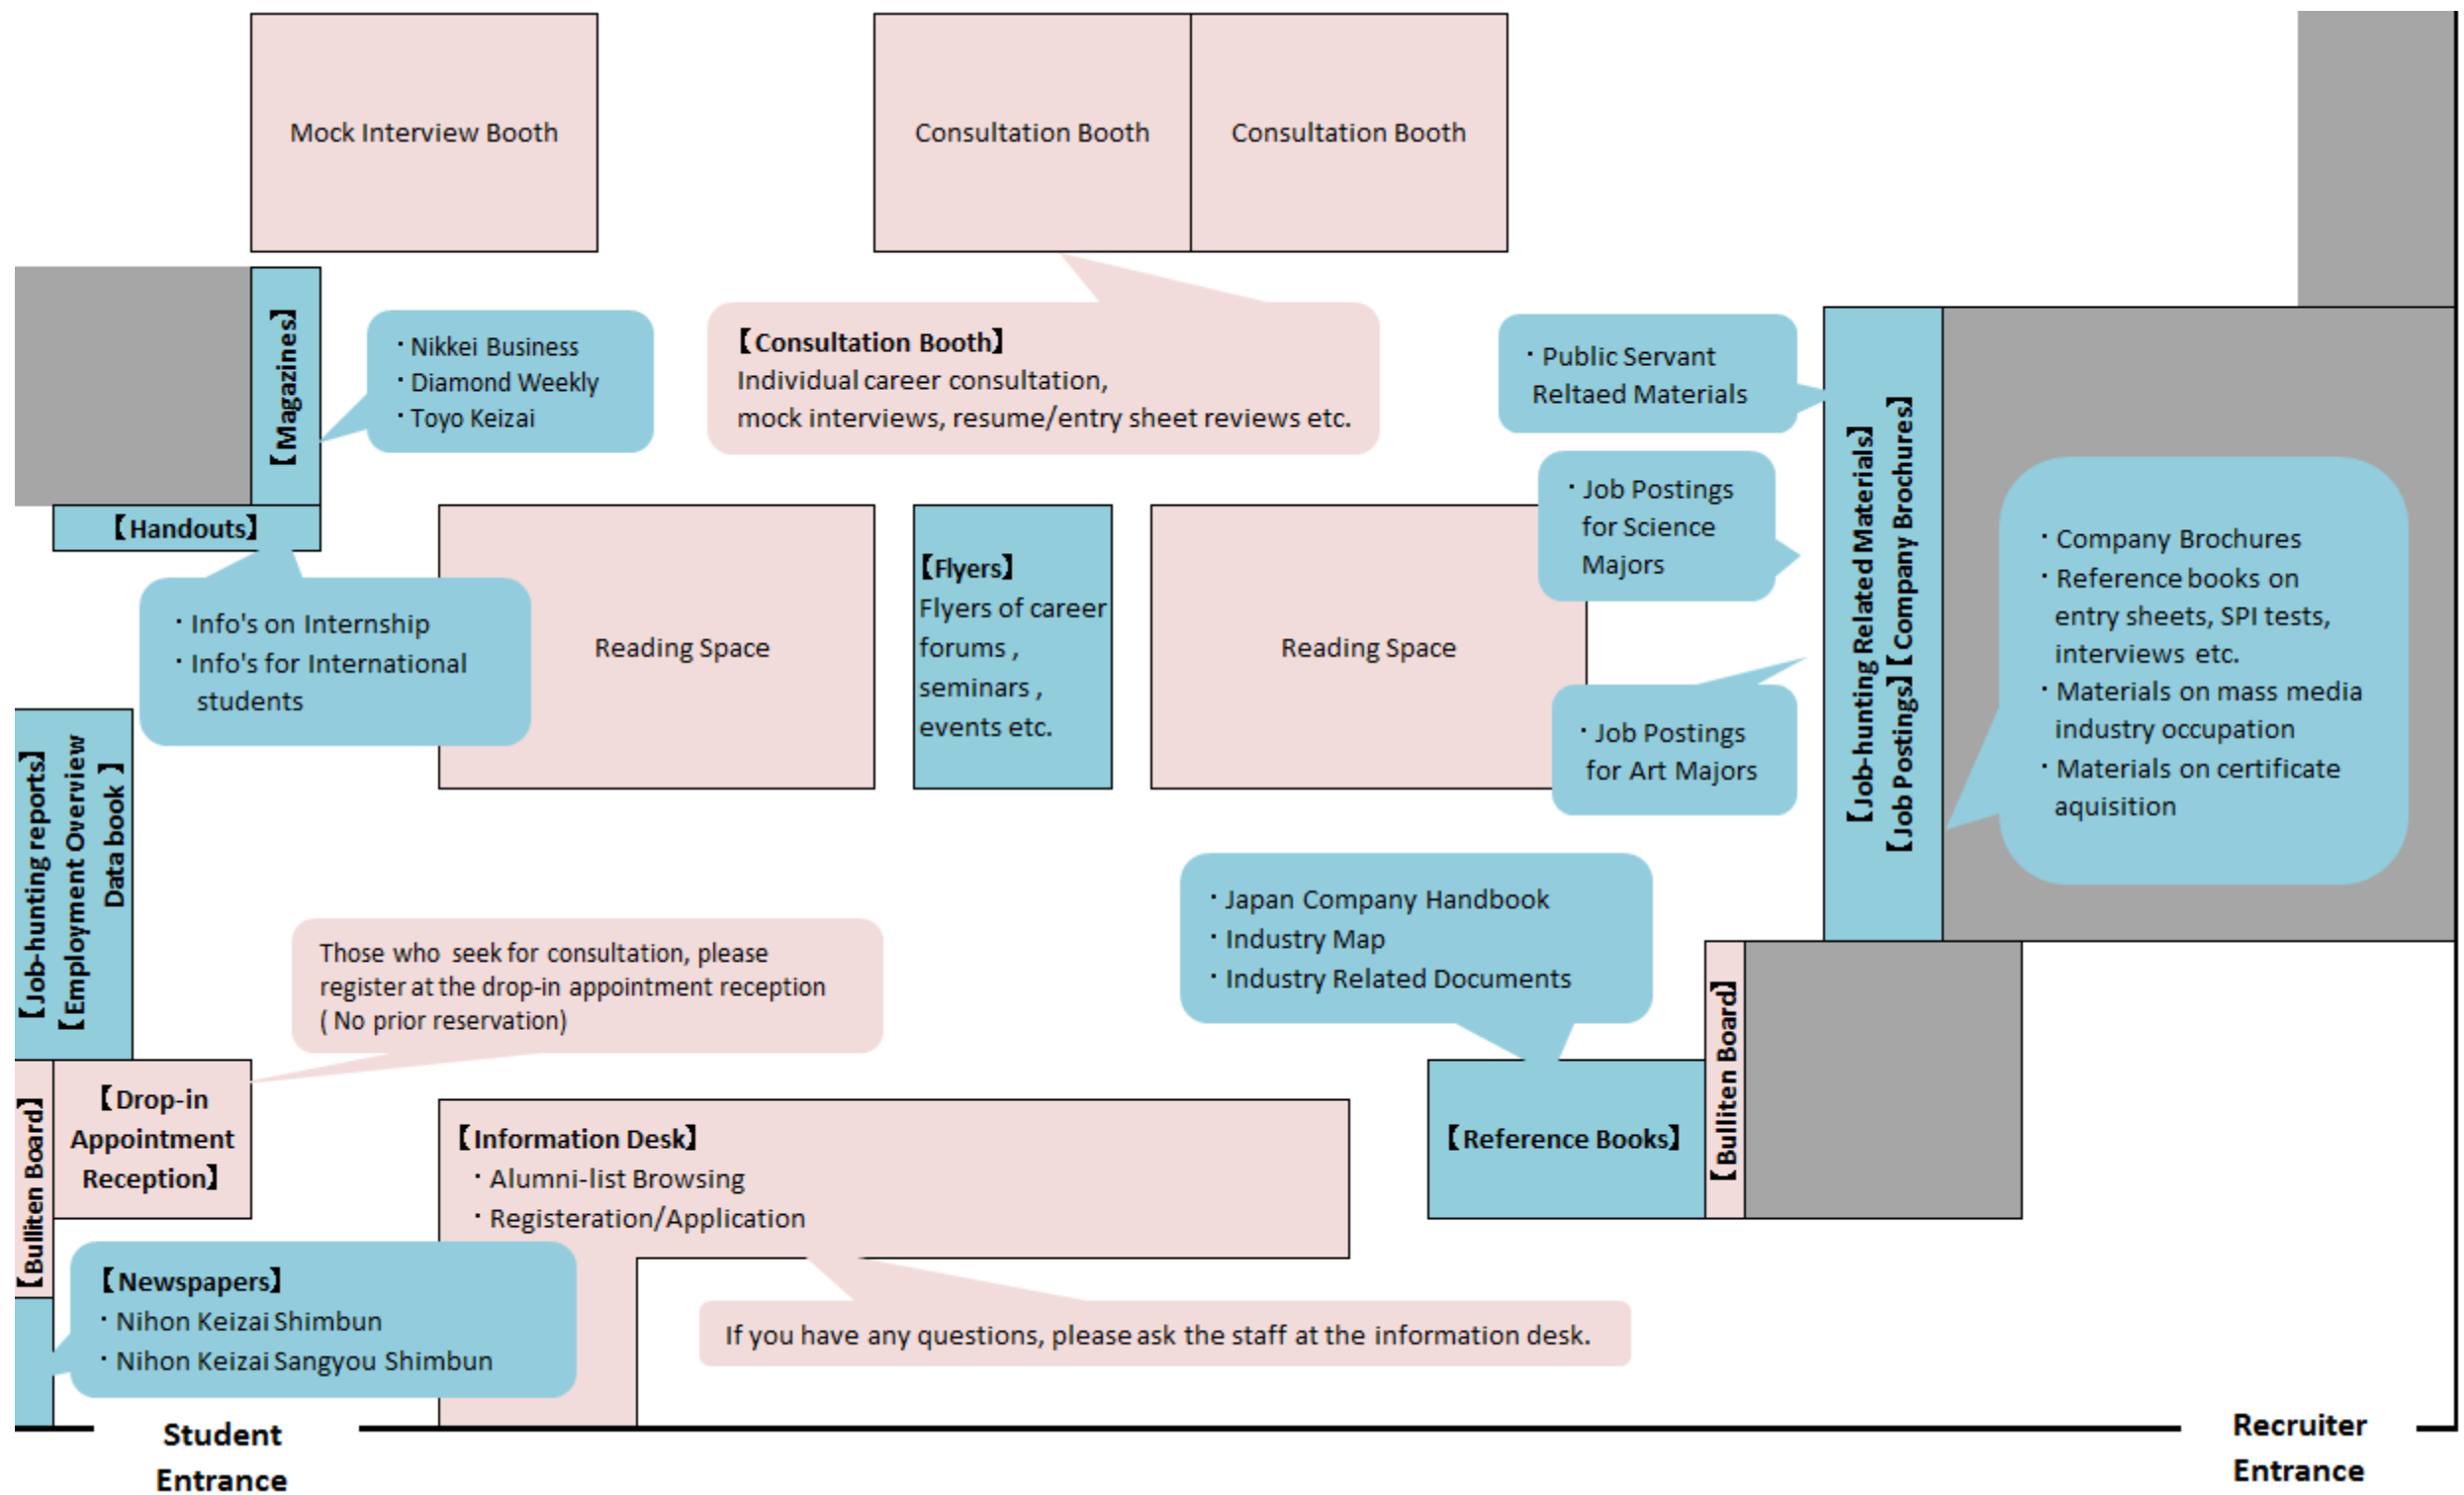 Mock Interview Booth
Consultation Booth
Consultation Booth
【Magazines】
・Nikkei Business
・Diamond Weekly
・Toyo Keizai
【Consultation Booth】
Individual career consultation,
mock interviews, resume/entry sheet reviews etc.
・Public Servant
Reltaed Materials
【Handouts】
・Info's on Internship
・Info's for International
students
Reading Space
【Flyers】
Flyers of career
forums ,
seminars ,
events etc.
Reading Space
・Job Postings
for Science
Majors
・Job Postings
for Art Majors
【Job-hunting Related Materials】
【Job Postings】【Company Brochures】
・Company Brochures
・Reference books on
entry sheets, SPI tests,
interviews etc.
・Materials on mass media
industry occupation
・Materials on certificate
aquisition
【Job-hunting reports】
【Employment Overview
Data book 】
Those who seek for consultation, please
register at the drop-in appointment reception
( No prior reservation)
・Japan Company Handbook
・Industry Map
・Industry Related Documents
【Bulliten Board】
【Drop-in
Appointment
Reception】
【Information Desk】
・Alumni-list Browsing
・Registeration/Application
【Reference Books】
【Bulliten Board】
【Newspapers】
・Nihon Keizai Shimbun
・Nihon Keizai Sangyou Shimbun
If you have any questions, please ask the staff at the information desk.
Student
Entrance
Recruiter
Entrance